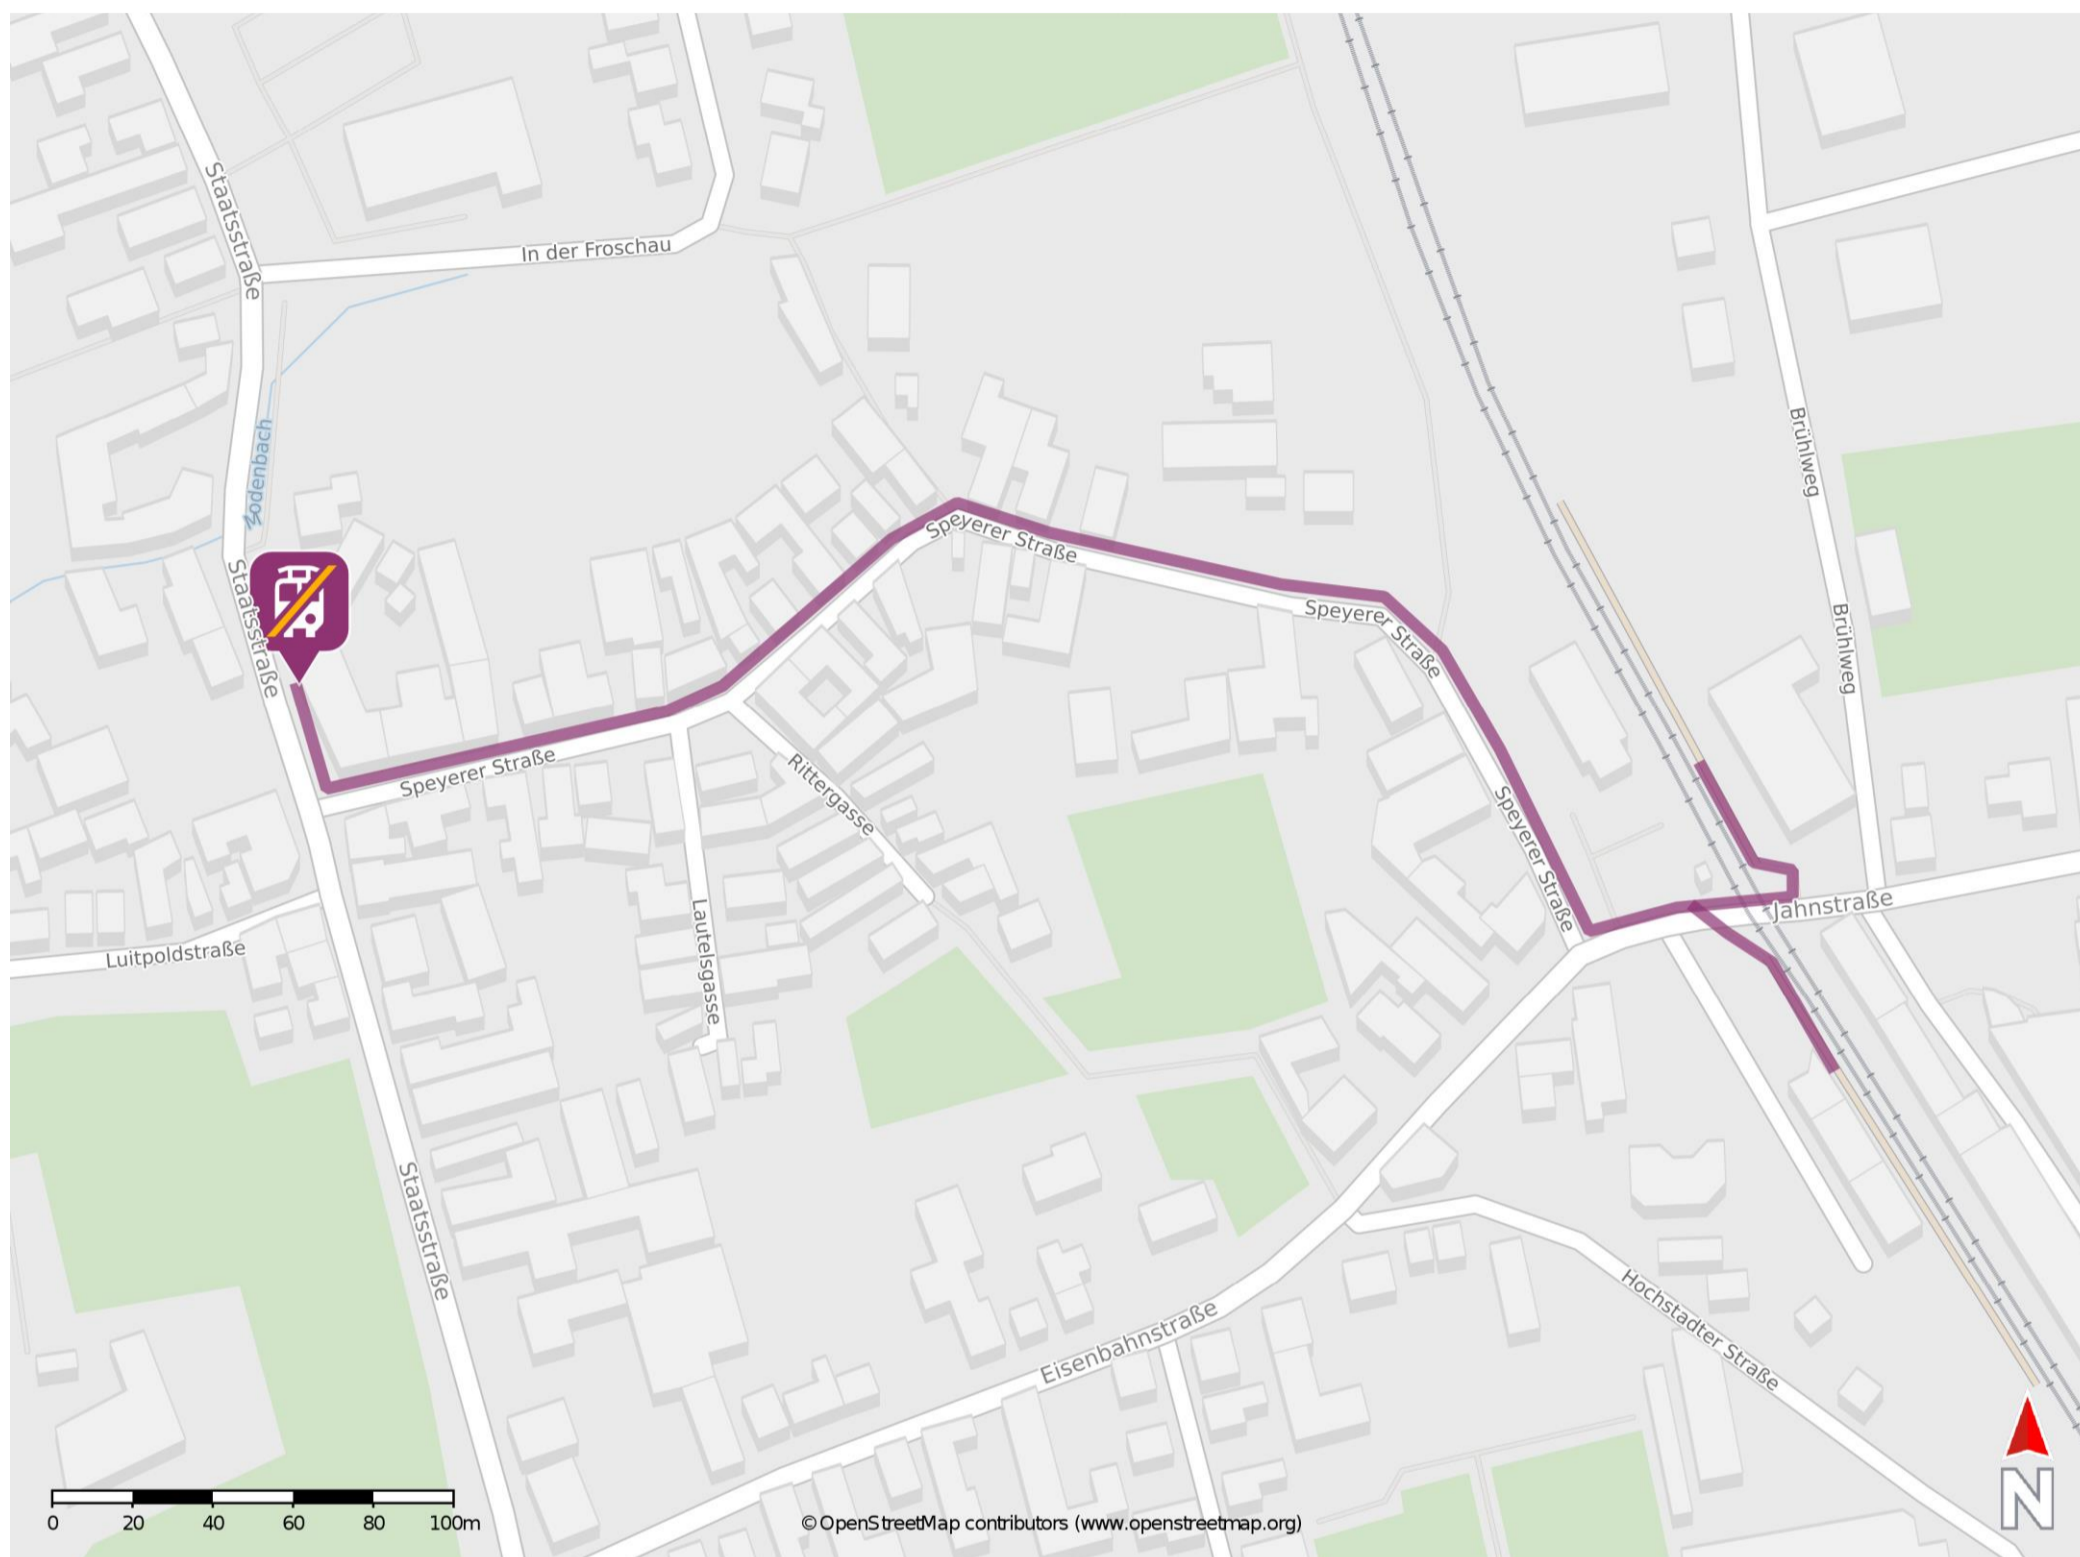 Staatsstraße
In der Froschau
Modenbach
Brühlweg
Speyerer Straße
Staatsstraße
Speyerer Straße
Brühlweg
Speyerer Straße
Rittergasse
Speyerer Straße
Jahnstraße
Lautelsgasse
Luitpoldstraße
Staatsstraße
Hochstadter Straße
Eisenbahnstraße
0 20 40 60 80 100m
©OpenStreetMap contributors (www.openstreetmap.org)
N